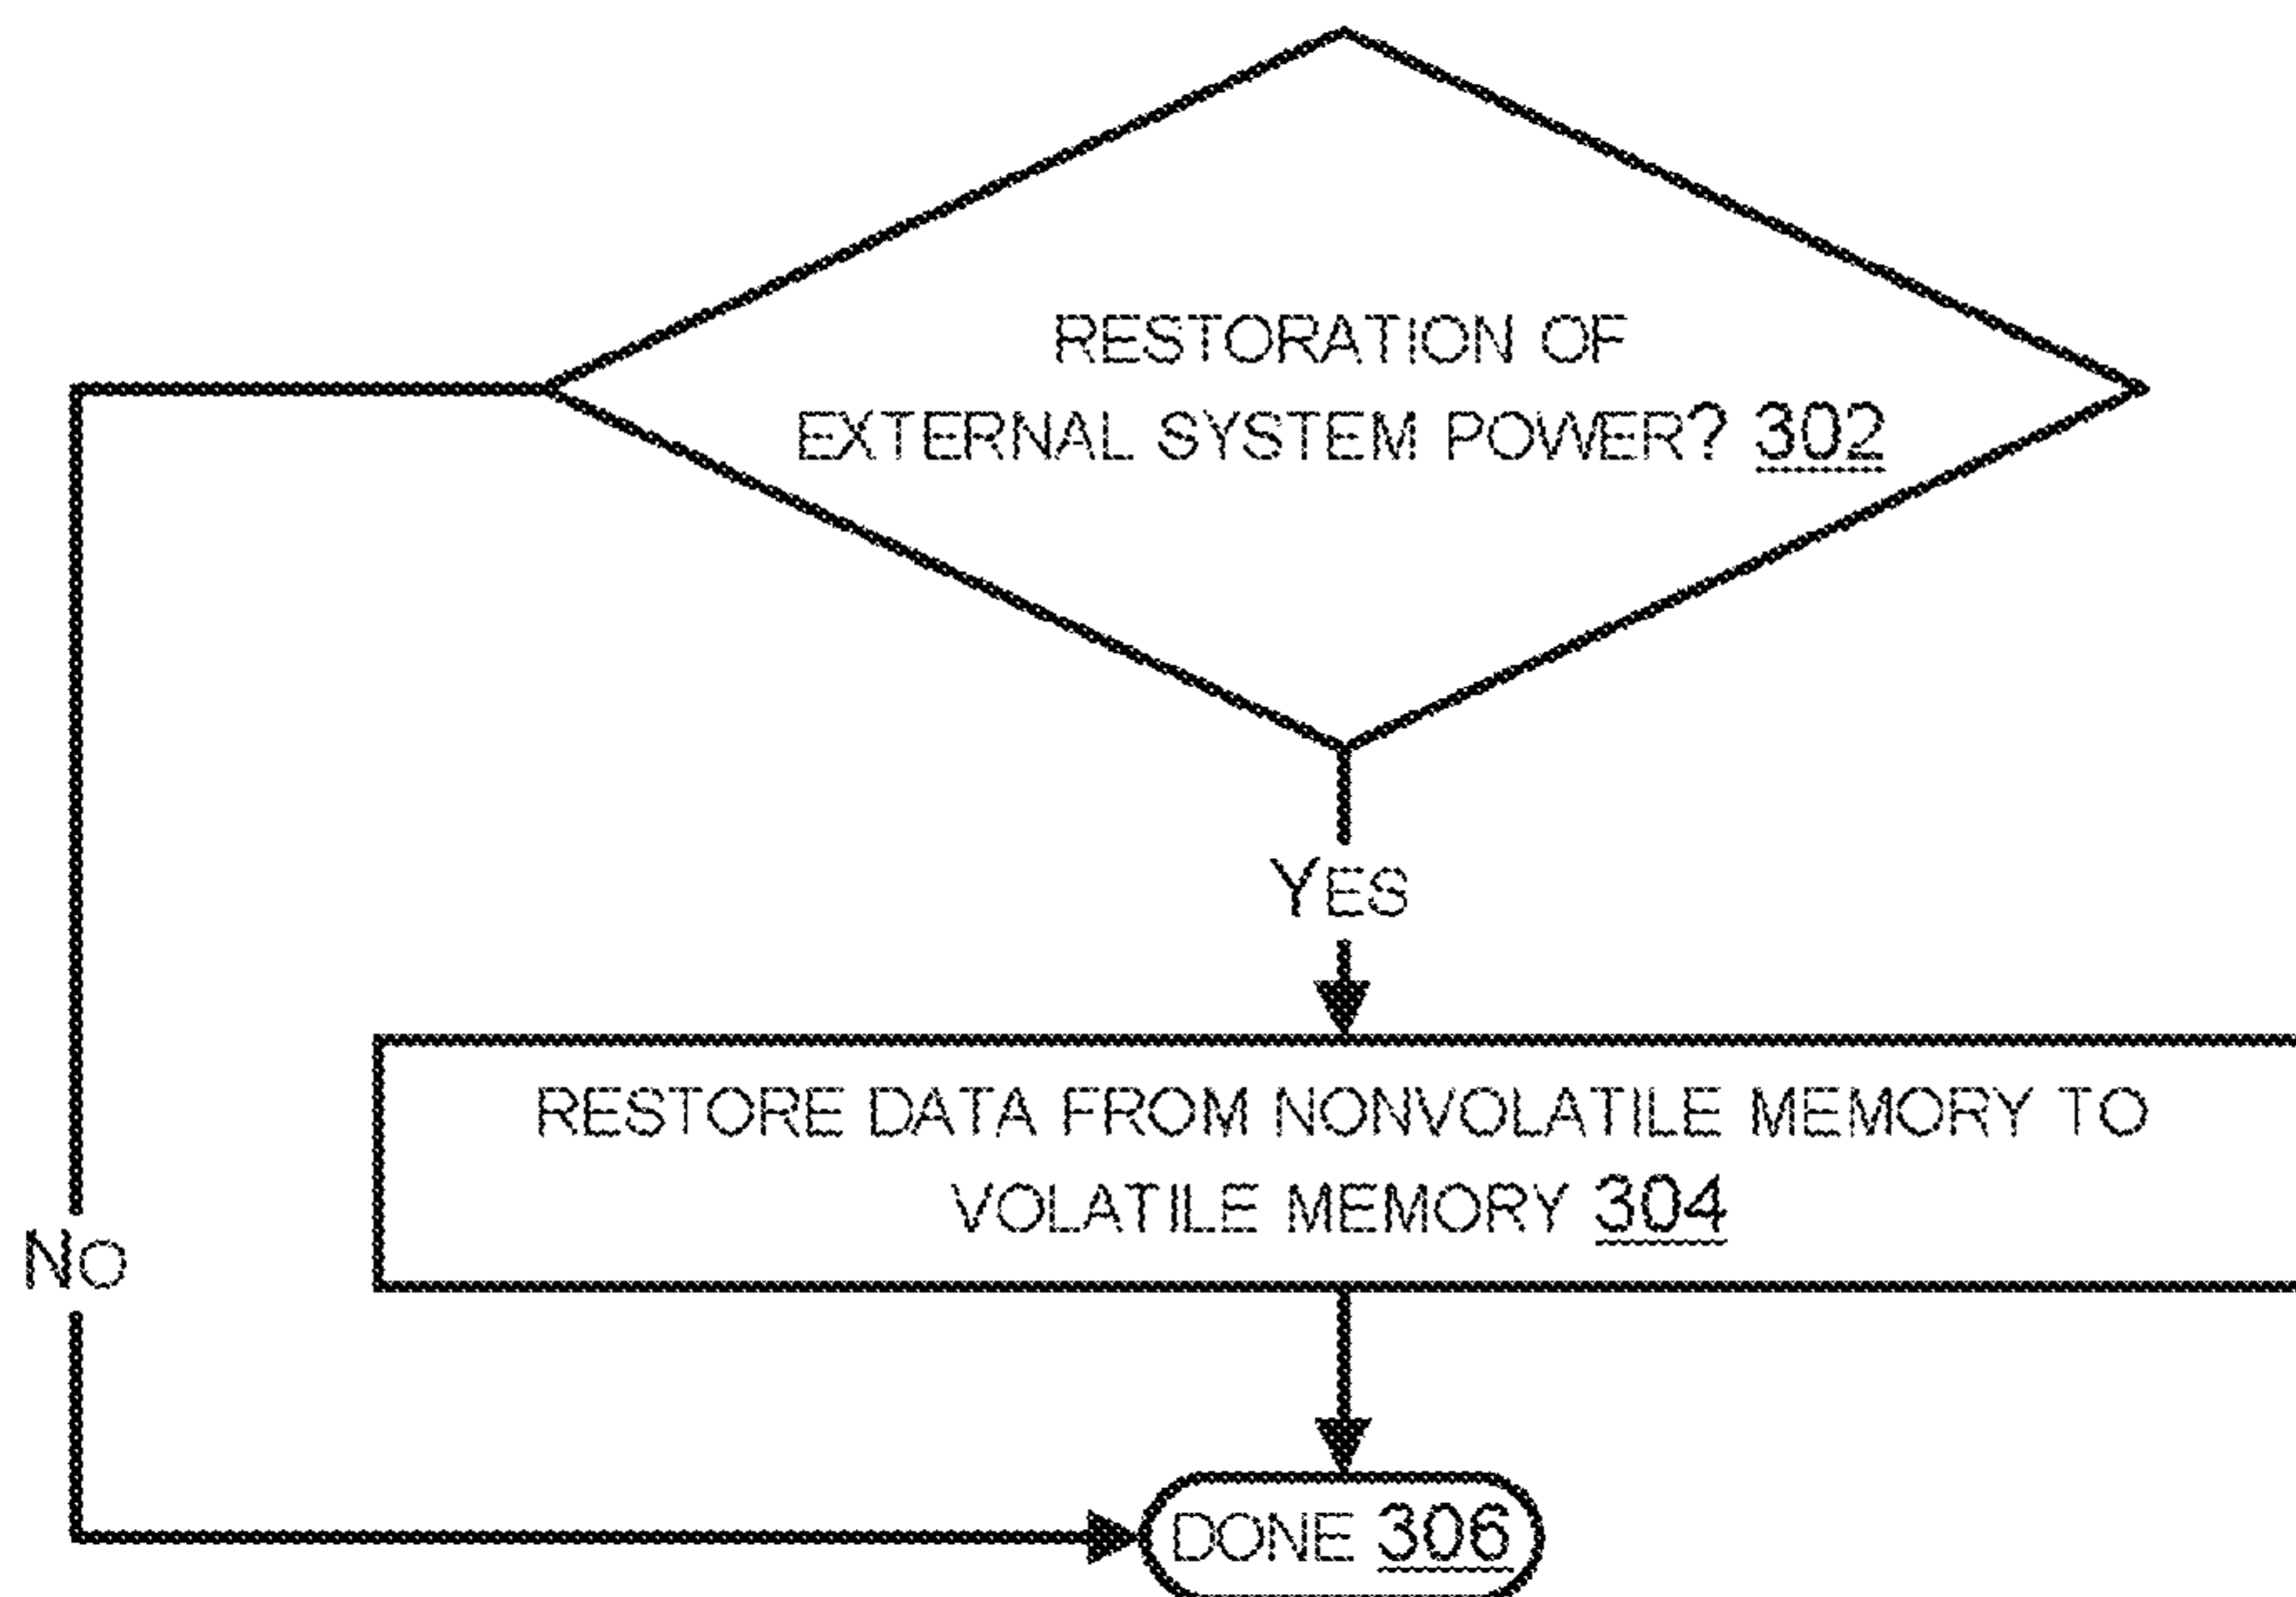 RESTORATION OF
EXTERNAL SYSTEM POWER? 302
YES
RESTORE DATA FROM NONVOLATILE MEMORY TO
VOLATILE MEMORY 304
NO
DONE 306